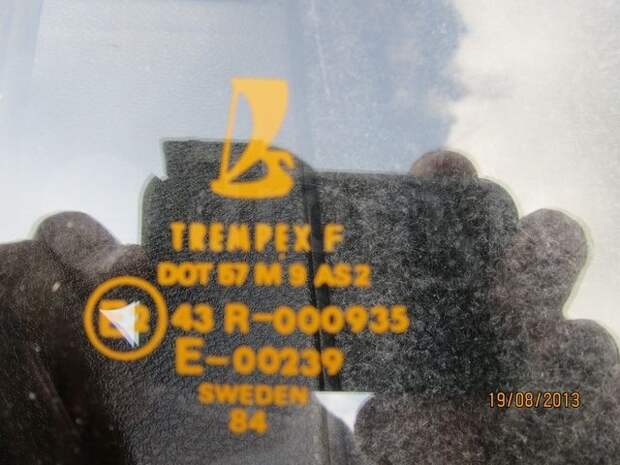 TREMPEX F
DOT 57 M 9 AS2
E2 43 R-000935
E-00239
SWEDEN
84
19/08/2013